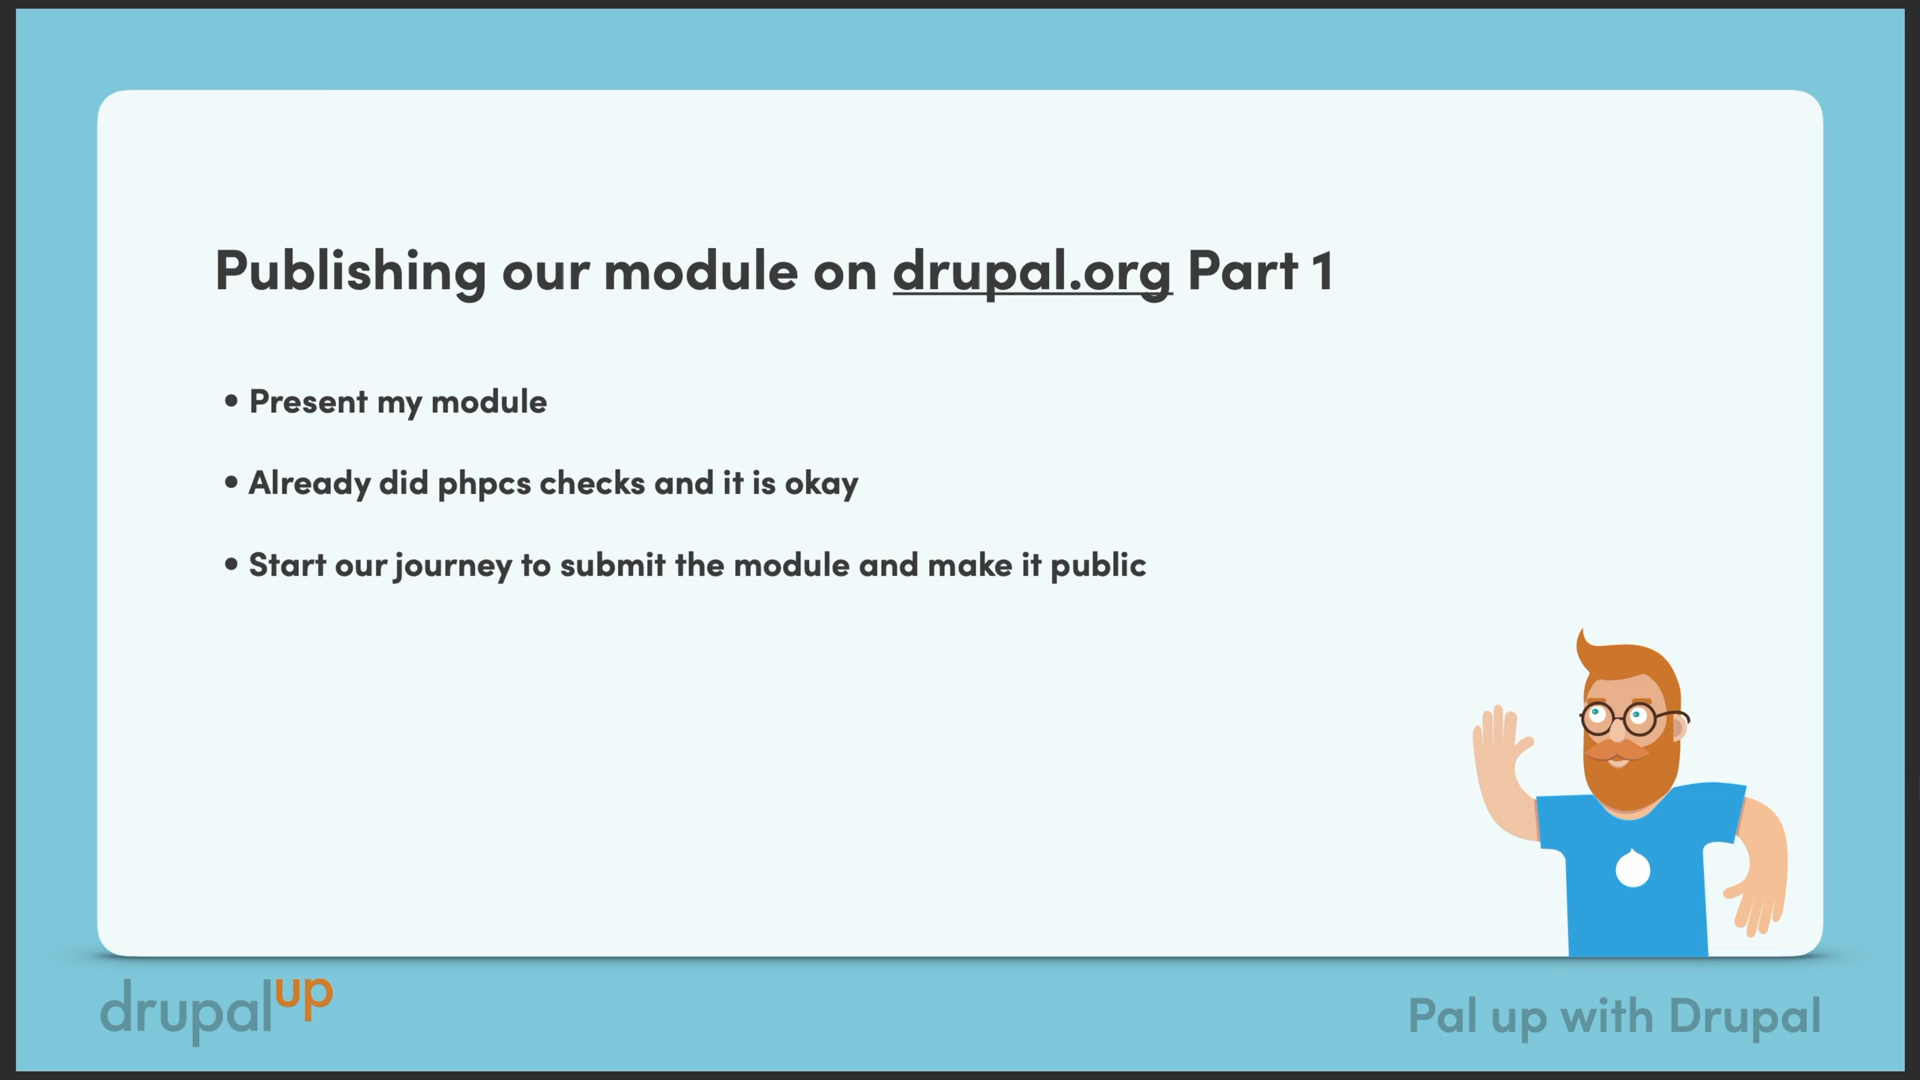 Publishing our module on drupal.org Part 1
• Present my module
• Already did phpcs checks and it is okay
• Start our journey to submit the module and make it public
drupalup
Pal up with Drupal